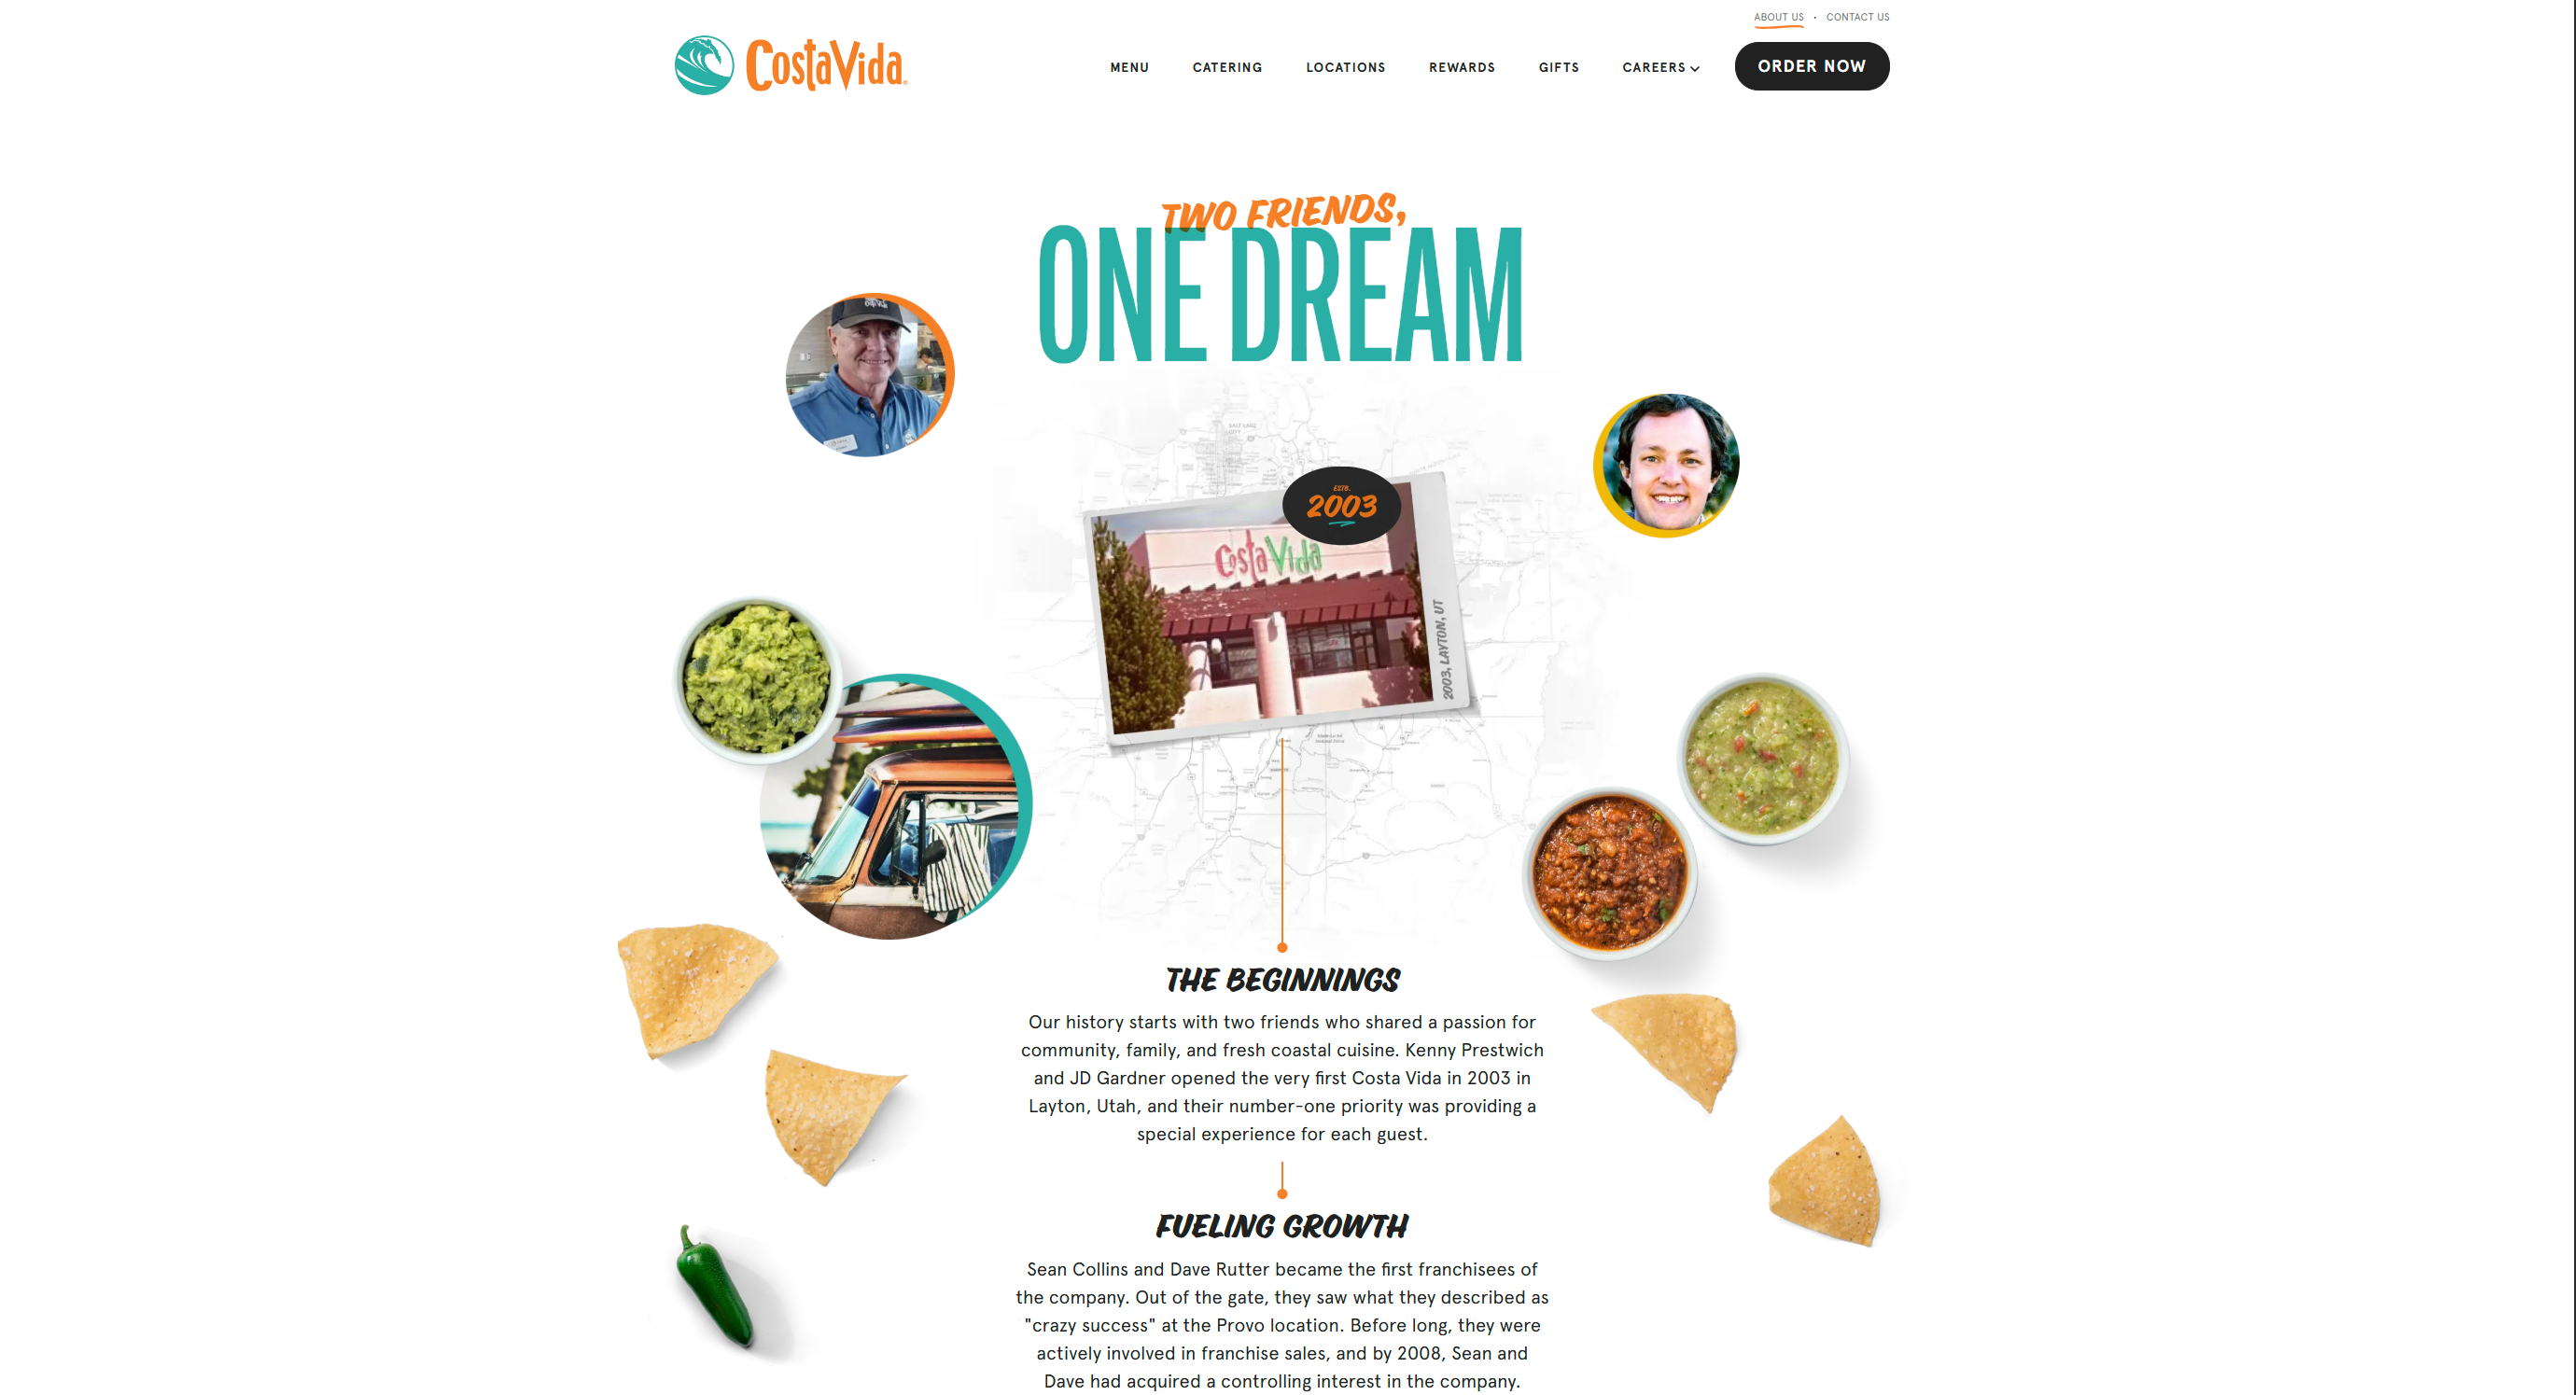 ABOUT US • CONTACT US
CostaVida
MENU CATERING LOCATIONS REWARDS GIFTS CAREERS ORDER NOW
TWO FRIENDS,
ONE DREAM
SALT LAKE
CITY
ESTB.
2003
Costa Vida
2003, LAYTON, UT
THE BEGINNINGS
Our history starts with two friends who shared a passion for
community, family, and fresh coastal cuisine. Kenny Prestwich
and JD Gardner opened the very first Costa Vida in 2003 in
Layton, Utah, and their number-one priority was providing a
special experience for each guest.
FUELING GROWTH
Sean Collins and Dave Rutter became the first franchisees of
the company. Out of the gate, they saw what they described as
"crazy success" at the Provo location. Before long, they were
actively involved in franchise sales, and by 2008, Sean and
Dave had acquired a controlling interest in the company.